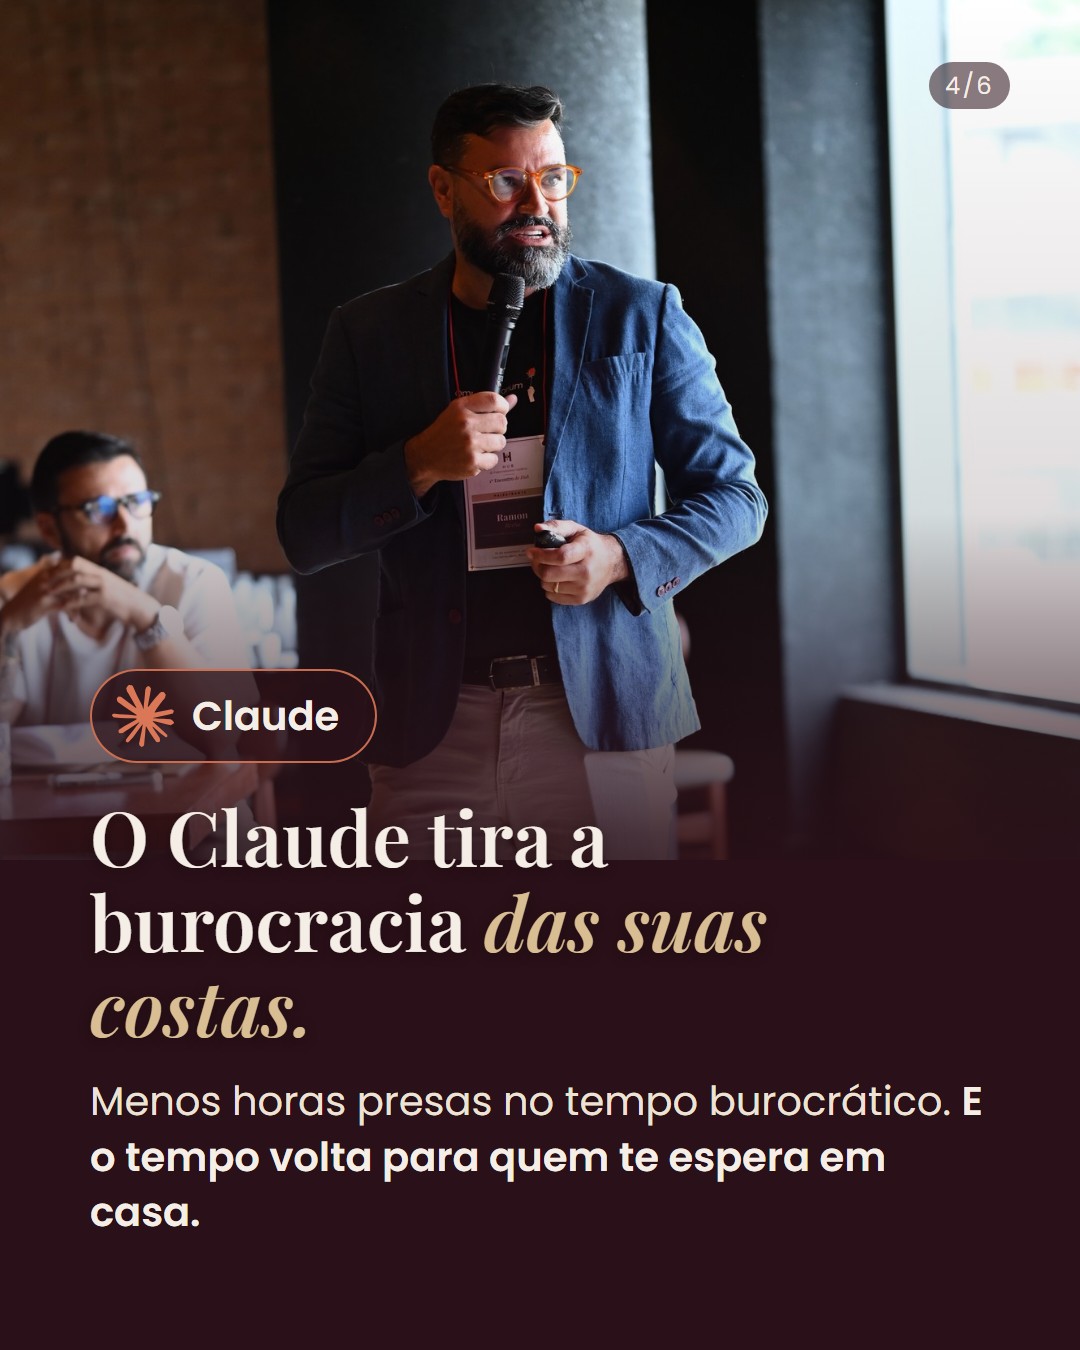 4/6
Ramon
Claude
O Claude tira a
burocracia das suas
costas.
Menos horas presas no tempo burocrático. E
o tempo volta para quem te espera em
casa.